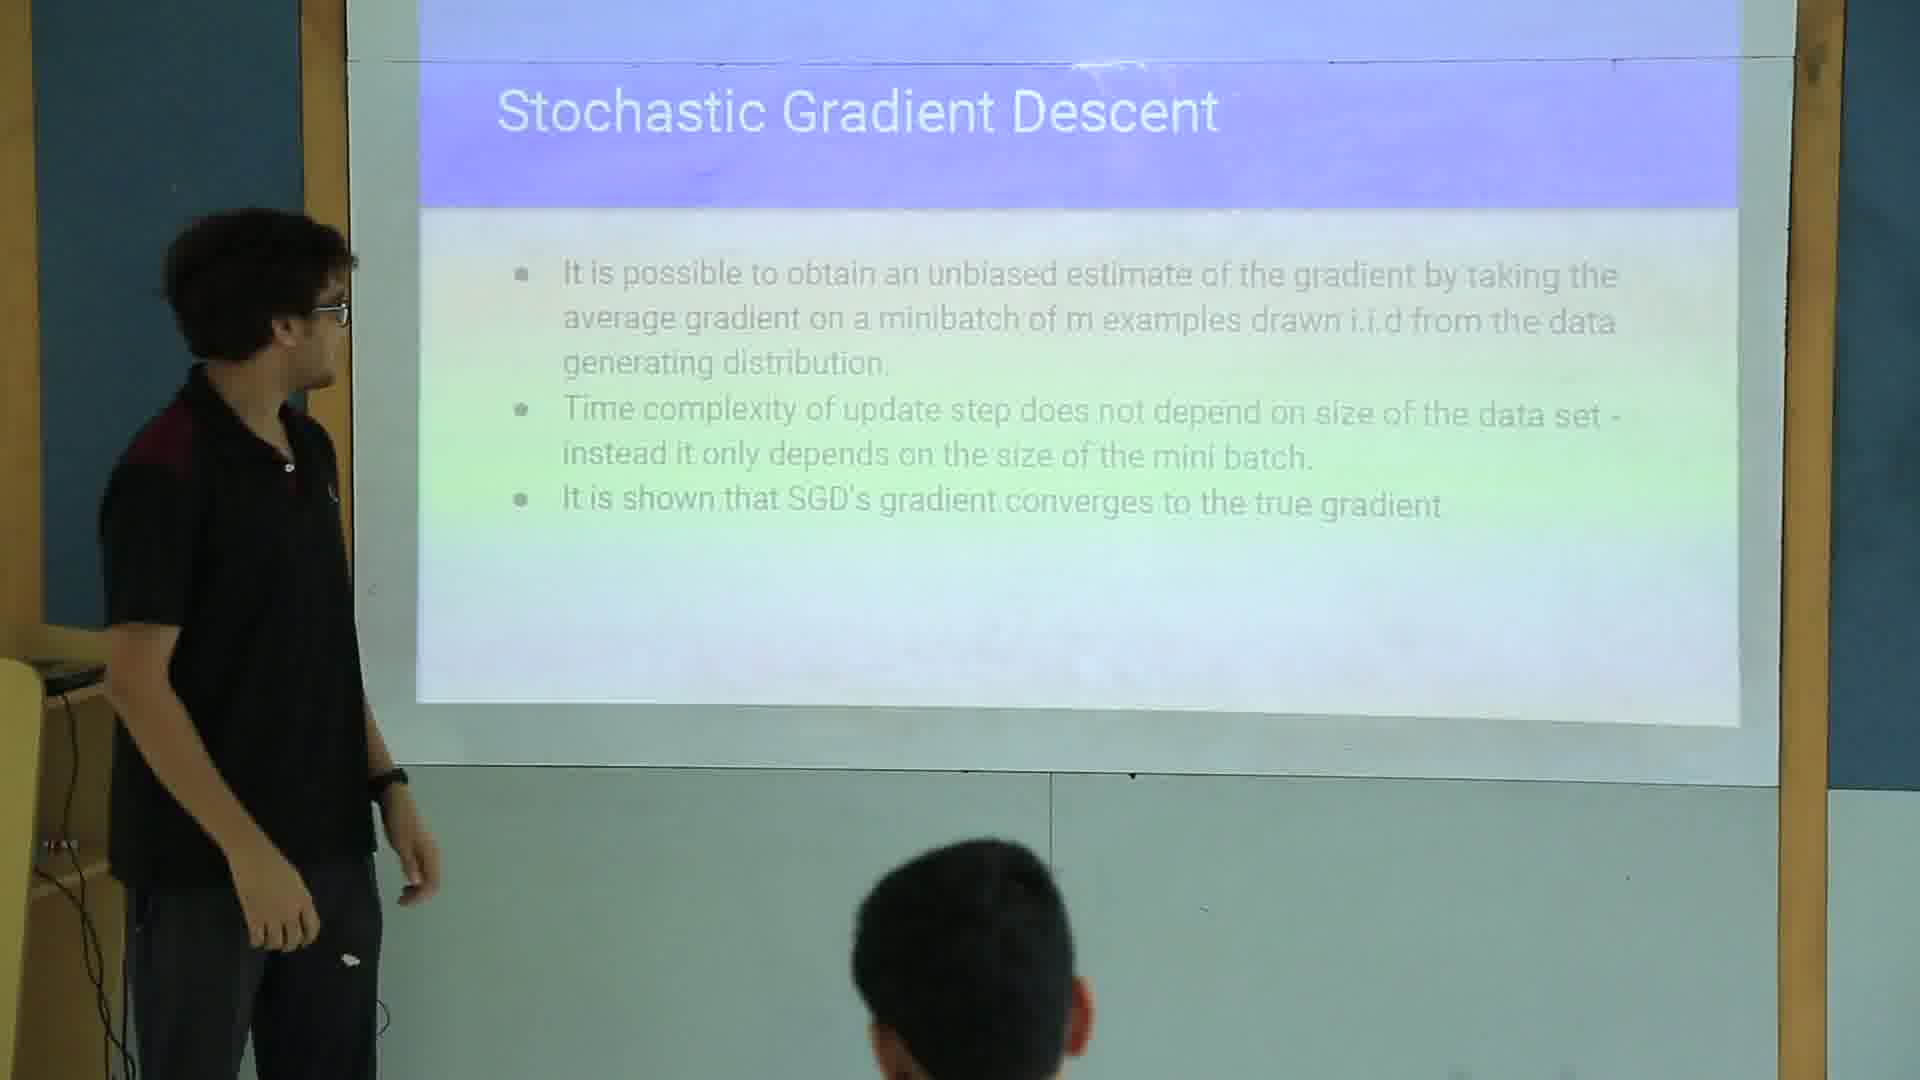 Stochastic Gradient Descent
● It is possible to obtain an unbiased estimate of the gradient by taking the
average gradient on a minibatch of m examples drawn i.i.d from the data
generating distribution.
● Time complexity of update step does not depend on size of the data set -
instead it only depends on the size of the mini batch.
● It is shown that SGD's gradient converges to the true gradient